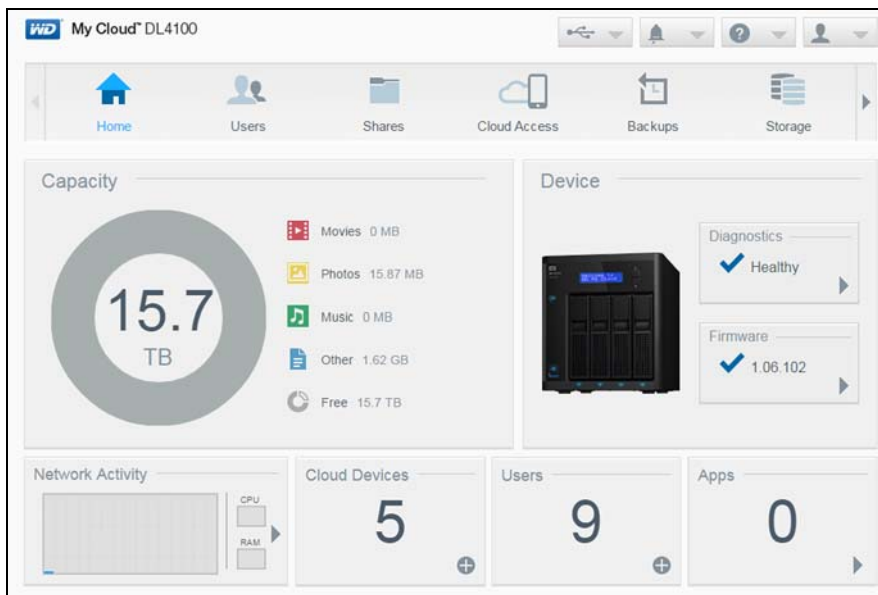 WD My Cloud™ DL4100
Home Users Shares Cloud Access Backups Storage
Capacity
15.7
TB
Movies 0 MB
Photos 15.87 MB
Music 0 MB
Other 1.62 GB
Free 15.7 TB
Device
Diagnostics
Healthy
Firmware
1.06.102
Network Activity
CPU
RAM
Cloud Devices
5
Users
9
Apps
0